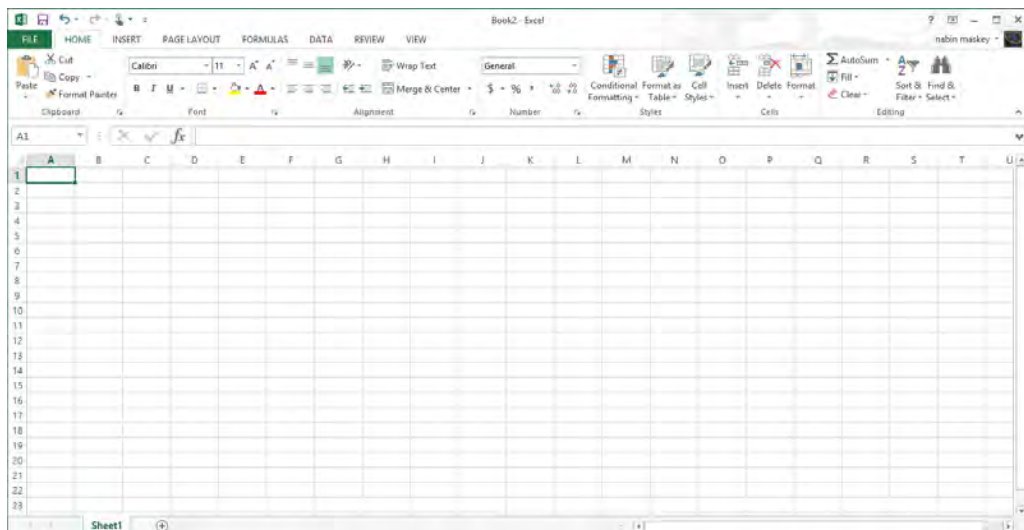 Book2 - Excel
FILE HOME INSERT PAGE LAYOUT FORMULAS DATA REVIEW VIEW nabin maskey
Cut
Copy
Format Painter
Paste
Clipboard
Calibri 11
B I U
Font
Wrap Text
Merge & Center
Alignment
General
$ % ,
Number
Conditional Formatting
Format as Table
Cell Styles
Styles
Insert Delete Format
Cells
AutoSum
Fill
Clear
Sort & Filter
Find & Select
Editing
A1 fx
A B C D E F G H I J K L M N O P Q R S T U
1
2
3
4
5
6
7
8
9
10
11
12
13
14
15
16
17
18
19
20
21
22
23
Sheet1